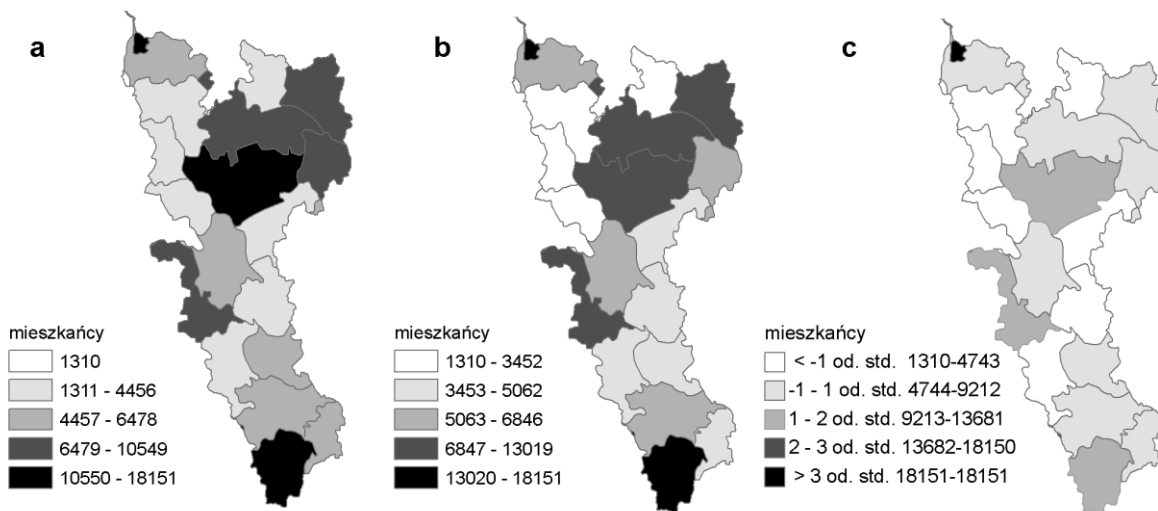 a
b
c
mieszkańcy
1310
1311 - 4456
4457 - 6478
6479 - 10549
10550 - 18151
mieszkańcy
1310 - 3452
3453 - 5062
5063 - 6846
6847 - 13019
13020 - 18151
mieszkańcy
< -1 od. std. 1310-4743
-1 - 1 od. std. 4744-9212
1 - 2 od. std. 9213-13681
2 - 3 od. std. 13682-18150
> 3 od. std. 18151-18151